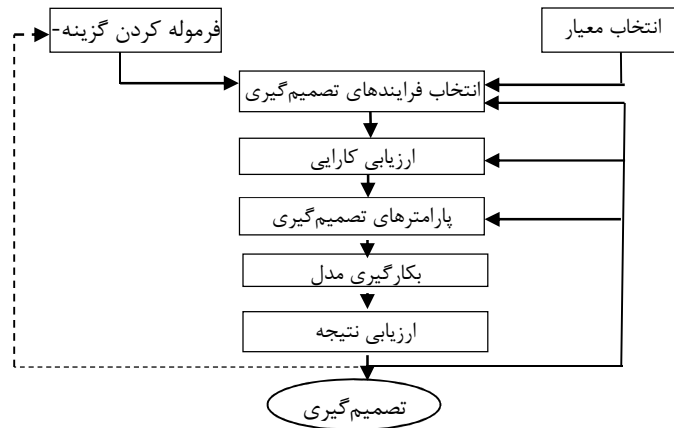 انتخاب معیار
فرموله کردن گزینه-
انتخاب فرایندهای تصمیم‌گیری
ارزیابی کارایی
پارامترهای تصمیم‌گیری
بکارگیری مدل
ارزیابی نتیجه
تصمیم‌گیری